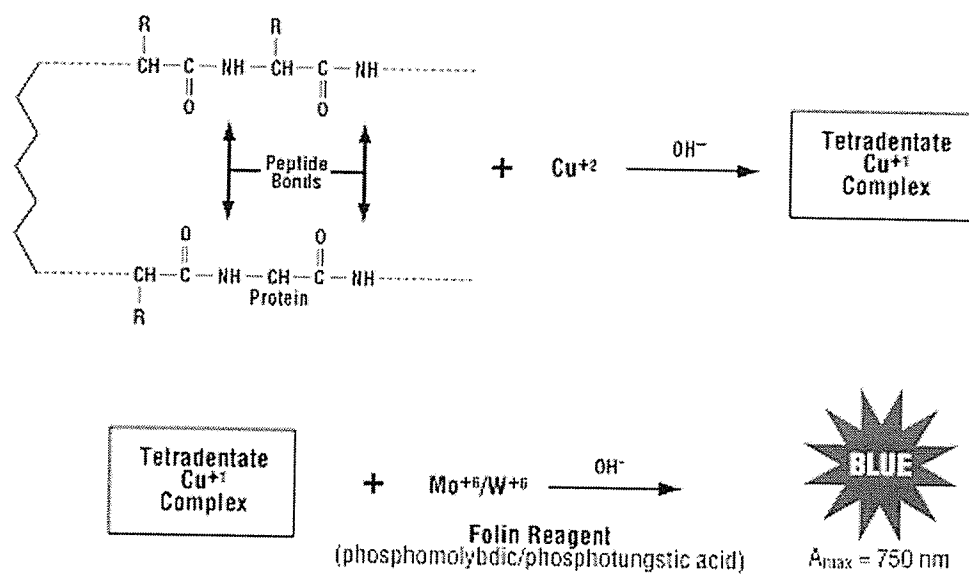 R R
CH — C — NH — CH — C — NH
O O
Peptide
Bonds
+ Cu+2 OH− Tetradentate
Cu+1
Complex
O O
CH — C — NH — CH — C — NH
R Protein
Tetradentate
Cu+1
Complex
+ Mo+6/W+6 OH-
Folin Reagent
(phosphomolybdic/phosphotungstic acid)
BLUE
Amax = 750 nm